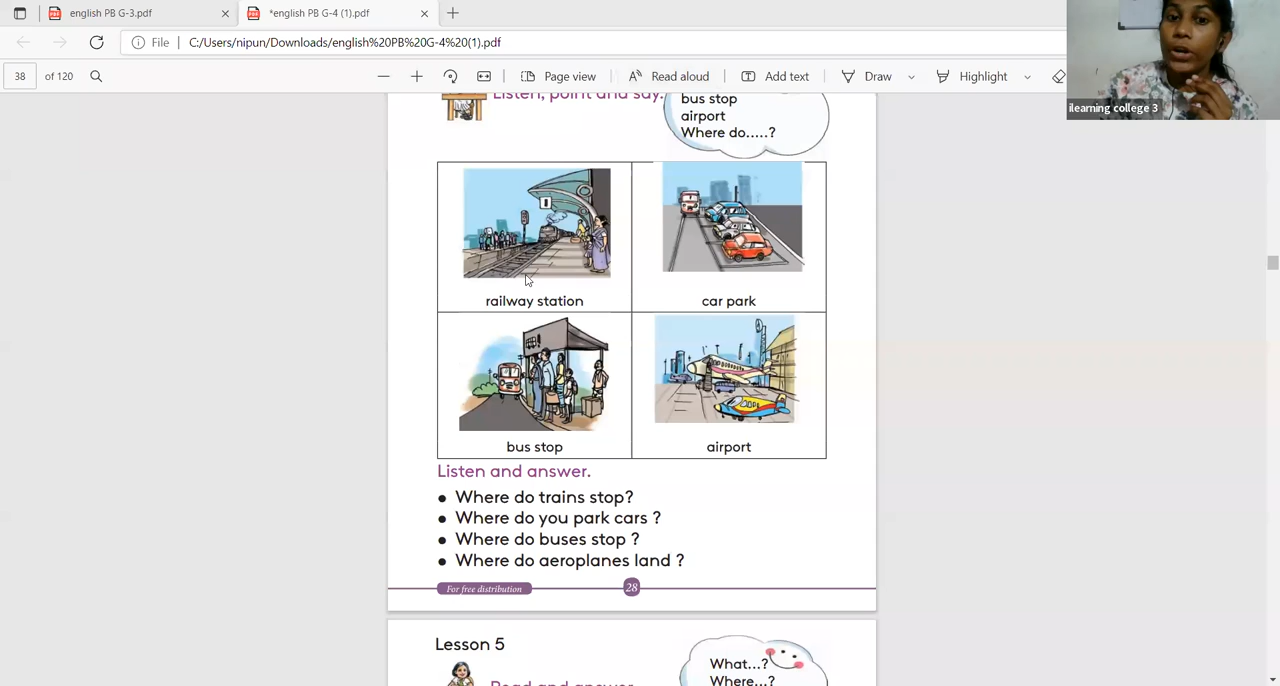 english PB G-3.pdf
*english PB G-4 (1).pdf
File
C:/Users/nipun/Downloads/english%20PB%20G-4%20(1).pdf
38 of 120
Page view
Read aloud
Add text
Draw
Highlight
ilearning college 3
Listen, point and say.
bus stop
airport
Where do.....?
railway station
car park
bus stop
airport
Listen and answer.
● Where do trains stop?
● Where do you park cars ?
● Where do buses stop ?
● Where do aeroplanes land ?
For free distribution
28
Lesson 5
What...?
Where...?
Read and answer